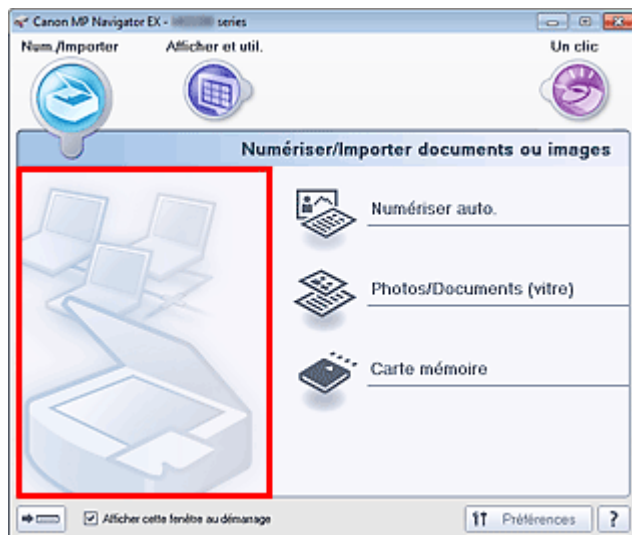 Canon MP Navigator EX - series
Num./Importer
Afficher et util.
Un clic
Numériser/Importer documents ou images
Numériser auto.
Photos/Documents (vitre)
Carte mémoire
Afficher cette fenêtre au démarrage
Préférences
?